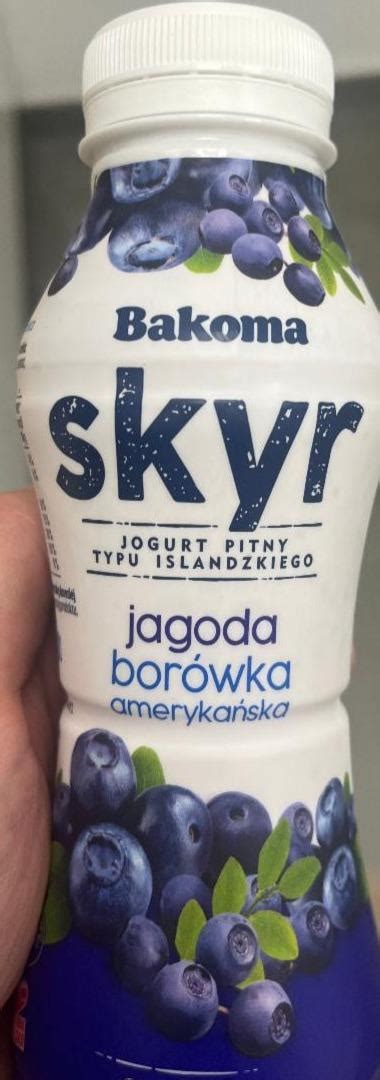 Bakoma
skyr
JOGURT PITNY
TYPU ISLANDZKIEGO
jagoda
borówka
amerykańska